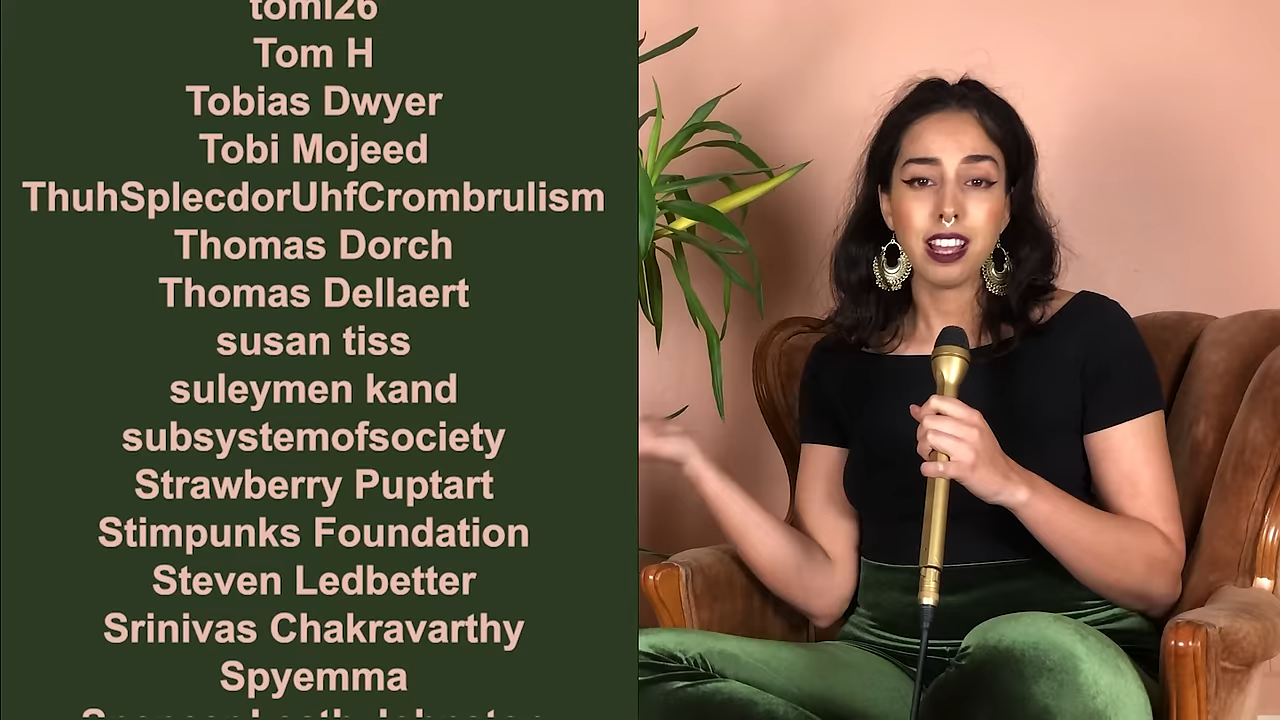 tomi26
Tom H
Tobias Dwyer
Tobi Mojeed
ThuhSplecdorUhfCrombrulism
Thomas Dorch
Thomas Dellaert
susan tiss
suleymen kand
subsystemofsociety
Strawberry Puptart
Stimpunks Foundation
Steven Ledbetter
Srinivas Chakravarthy
Spyemma